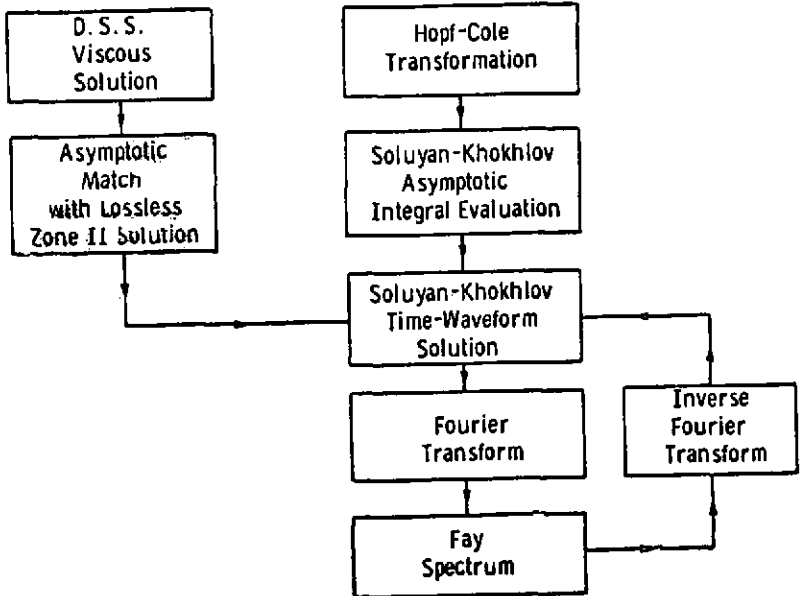 D. S. S.
Viscous
Solution
Hopf-Cole
Transformation
Asymptotic
Match
with Lossless
Zone II Solution
Soluyan-Khokhlov
Asymptotic
Integral Evaluation
Soluyan-Khokhlov
Time-Waveform
Solution
Fourier
Transform
Inverse
Fourier
Transform
Fay
Spectrum